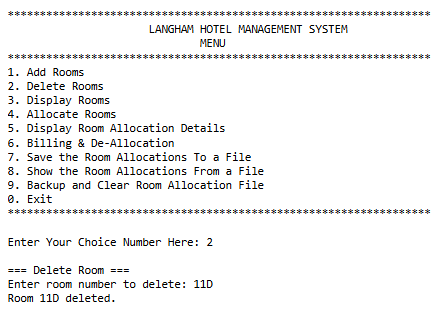 *******************************************************************
LANGHAM HOTEL MANAGEMENT SYSTEM
MENU
*******************************************************************
1. Add Rooms
2. Delete Rooms
3. Display Rooms
4. Allocate Rooms
5. Display Room Allocation Details
6. Billing & De-Allocation
7. Save the Room Allocations To a File
8. Show the Room Allocations From a File
9. Backup and Clear Room Allocation File
0. Exit
*******************************************************************
Enter Your Choice Number Here: 2
=== Delete Room ===
Enter room number to delete: 11D
Room 11D deleted.